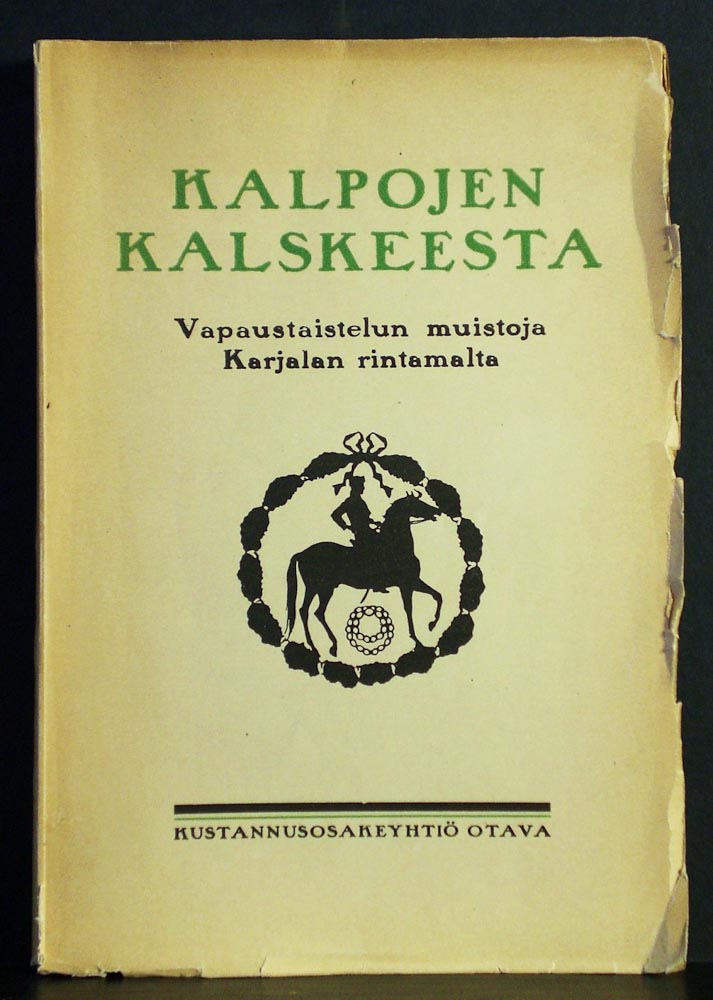 KALPOJEN
KALSKEESTA
Vapaustaistelun muistoja
Karjalan rintamalta
KUSTANNUSOSAKEYHTIÖ OTAVA